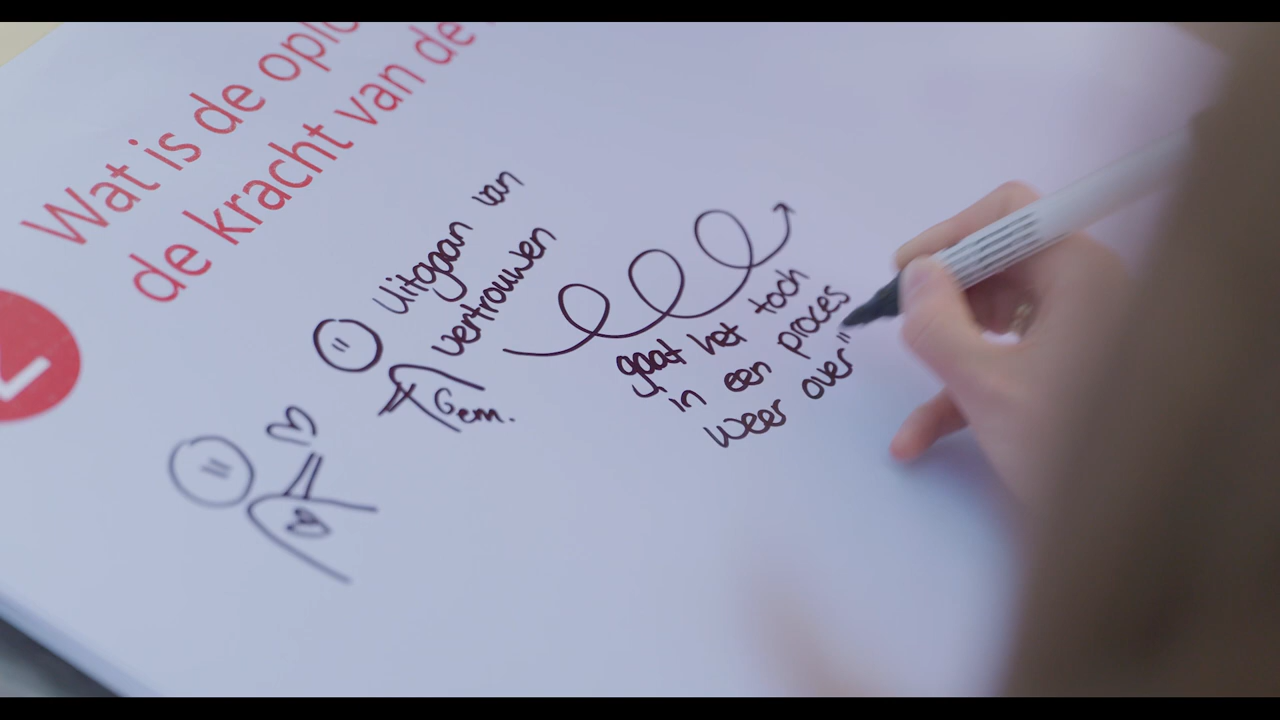 Wat is de
de kracht van de
Uitgaan van
vertrouwen
Gem.
gaat het toch
in een proces
weer over"